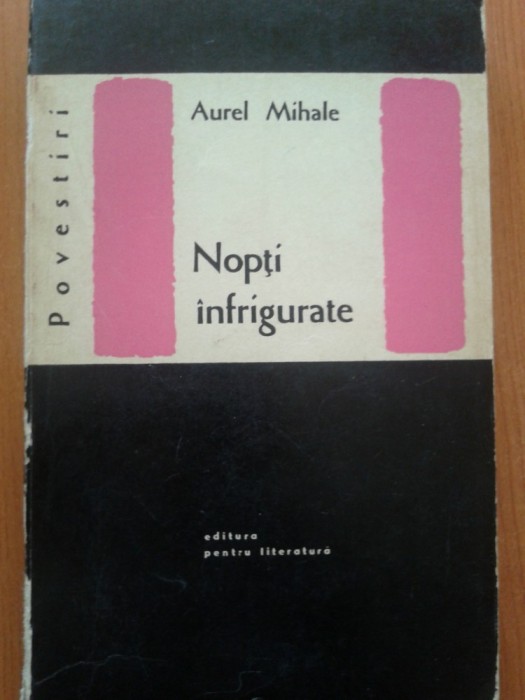 Povestiri
Aurel Mihale
Nopţi
înfrigurate
editura
pentru literatură